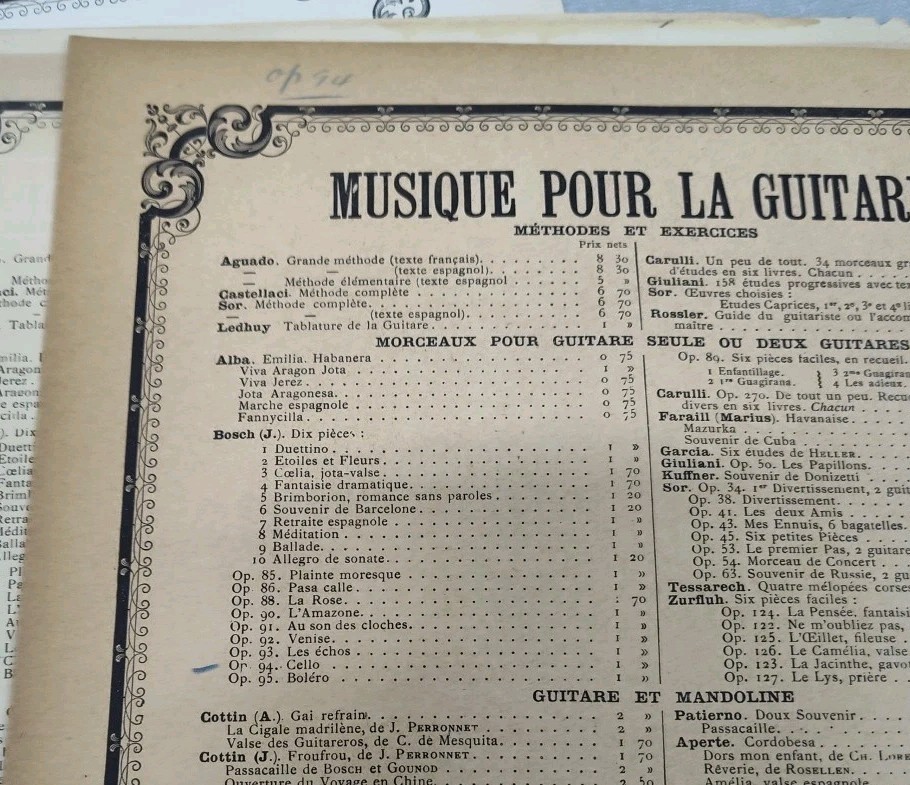 op 94
MUSIQUE POUR LA GUITAR
MÉTHODES ET EXERCICES
Prix nets
Aguado. Grande méthode (texte français). 8 30
— — (texte espagnol). 8 30
— Méthode élémentaire (texte espagnol 5 »
Castellaci. Méthode complète 6 70
Sor. Méthode complète. 6 70
— — (texte espagnol). 6 70
Ledhuy Tablature de la Guitare. 1 »
Carulli. Un peu de tout. 34 morceaux gr
d'études en six livres. Chacun
Giuliani. 158 études progressives avec te
Sor. Œuvres choisies :
Etudes Caprices, 1er, 2e, 3e et 4e li
Rossler. Guide du guitariste ou l'accom
maître
MORCEAUX POUR GUITARE SEULE OU DEUX GUITARES
Alba. Emilia. Habanera 0 75
Viva Aragon Jota 1 »
Viva Jerez 0 75
Jota Aragonesa. 0 75
Marche espagnole 0 75
Fannycilla. 0 75
Bosch (J.). Dix pièces :
1 Duettino. 1 »
2 Etoiles et Fleurs. 1 »
3 Cœlia, jota-valse. 1 70
4 Fantaisie dramatique. 1 70
5 Brimborion, romance sans paroles 1 20
6 Souvenir de Barcelone. 1 20
7 Retraite espagnole 1 »
8 Méditation 1 »
9 Ballade. 1 »
10 Allegro de sonate. 1 20
Op. 85. Plainte moresque 1 »
Op. 86. Pasa calle. 1 »
Op. 88. La Rose. 70
Op. 90. L'Amazone. 1 »
Op. 91. Au son des cloches. 1 »
Op. 92. Venise. 1 »
Op. 93. Les échos 1 »
Op. 94. Cello 1 »
Op. 95. Boléro 1 »
Op. 89. Six pièces faciles, en recueil.
1 Enfantillage. 3 2me Guagiran
2 1re Guagirana. 4 Les adieux.
Carulli. Op. 270. De tout un peu. Recu
divers en six livres. Chacun
Faraill (Marius). Havanaise.
Mazurka
Souvenir de Cuba
Garcia. Six études de HELLER.
Giuliani. Op. 50. Les Papillons.
Kuffner. Souvenir de Donizetti
Sor. Op. 34. 1er Divertissement, 2 guit
Op. 38. Divertissement.
Op. 41. Les deux Amis
Op. 43. Mes Ennuis, 6 bagatelles.
Op. 45. Six petites Pièces
Op. 53. Le premier Pas, 2 guitare
Op. 54. Morceau de Concert
Op. 63. Souvenir de Russie, 2 gu
Tessarech. Quatre mélopées corses
Zurfluh. Six pièces faciles :
Op. 124. La Pensée, fantaisi
Op. 122. Ne m'oubliez pas,
Op. 125. L'Œillet, fileuse
Op. 126. Le Camélia, valse
Op. 123. La Jacinthe, gavo
Op. 127. Le Lys, prière
GUITARE ET MANDOLINE
Cottin (A.). Gai refrain. 2 »
La Cigale madrilène, de J. PERRONNET 2 »
Valse des Guitareros, de C. de Mesquita. 1 70
Cottin (J.). Froufrou, de J. PERRONNET. 1 70
Passacaille de BOSCH et GOUNOD 2 »
Ouverture du Voyage en Chine. 2 50
Patierno. Doux Souvenir.
Passacaille.
Aperte. Cordobesa
Dors mon enfant, de CH. LORE
Rêverie, de ROSELLEN.
Amélia, valse espagnole